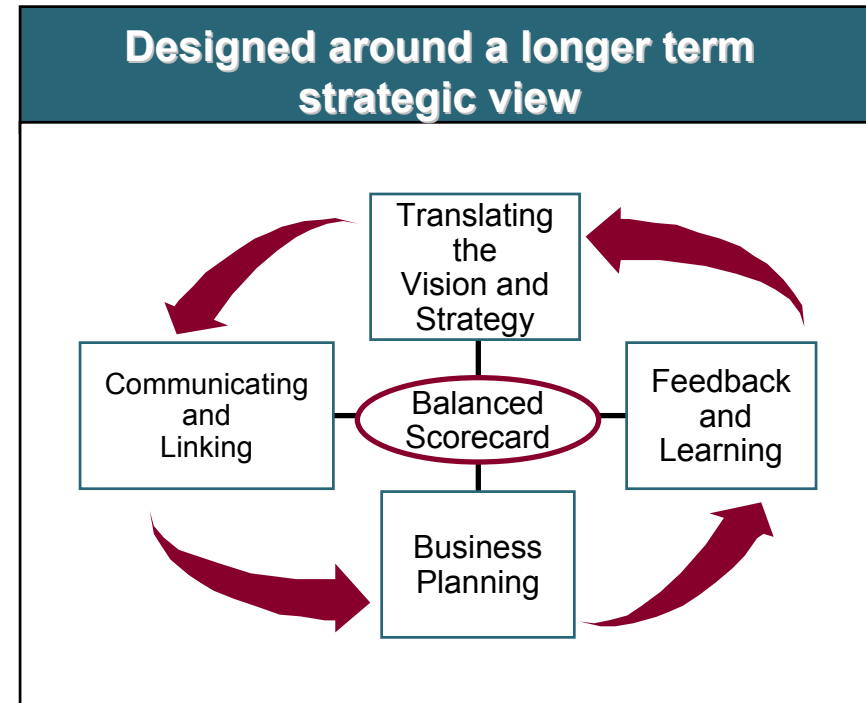 Designed around a longer term
strategic view
Translating
the
Vision and
Strategy
Communicating
and
Linking
Balanced
Scorecard
Feedback
and
Learning
Business
Planning